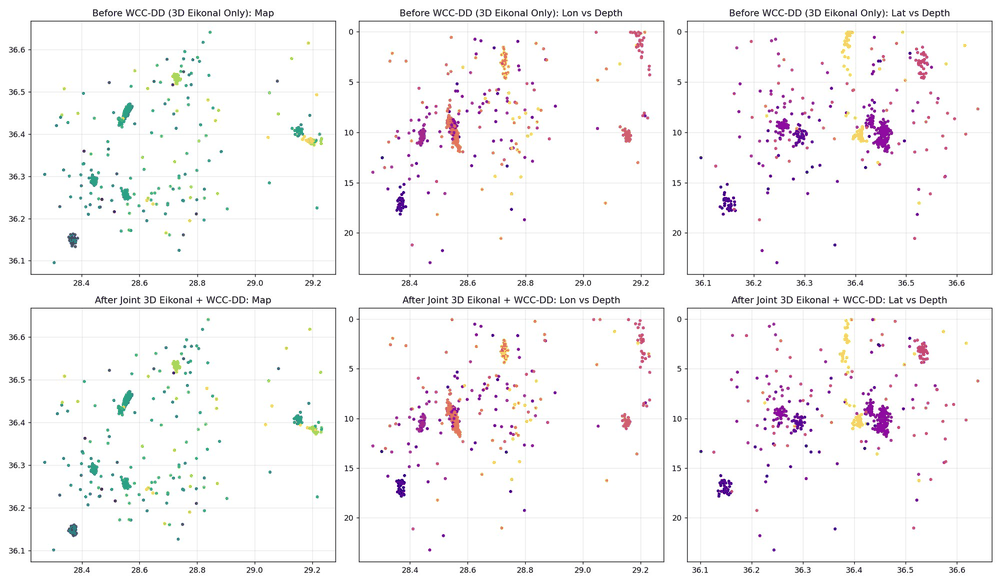 Before WCC-DD (3D Eikonal Only): Map
Before WCC-DD (3D Eikonal Only): Lon vs Depth
Before WCC-DD (3D Eikonal Only): Lat vs Depth
36.6
36.5
36.4
36.3
36.2
36.1
28.4 28.6 28.8 29.0 29.2
0
5
10
15
20
28.4 28.6 28.8 29.0 29.2
0
5
10
15
20
36.1 36.2 36.3 36.4 36.5 36.6
After Joint 3D Eikonal + WCC-DD: Map
After Joint 3D Eikonal + WCC-DD: Lon vs Depth
After Joint 3D Eikonal + WCC-DD: Lat vs Depth
36.6
36.5
36.4
36.3
36.2
36.1
28.4 28.6 28.8 29.0 29.2
0
5
10
15
20
28.4 28.6 28.8 29.0 29.2
0
5
10
15
20
36.1 36.2 36.3 36.4 36.5 36.6